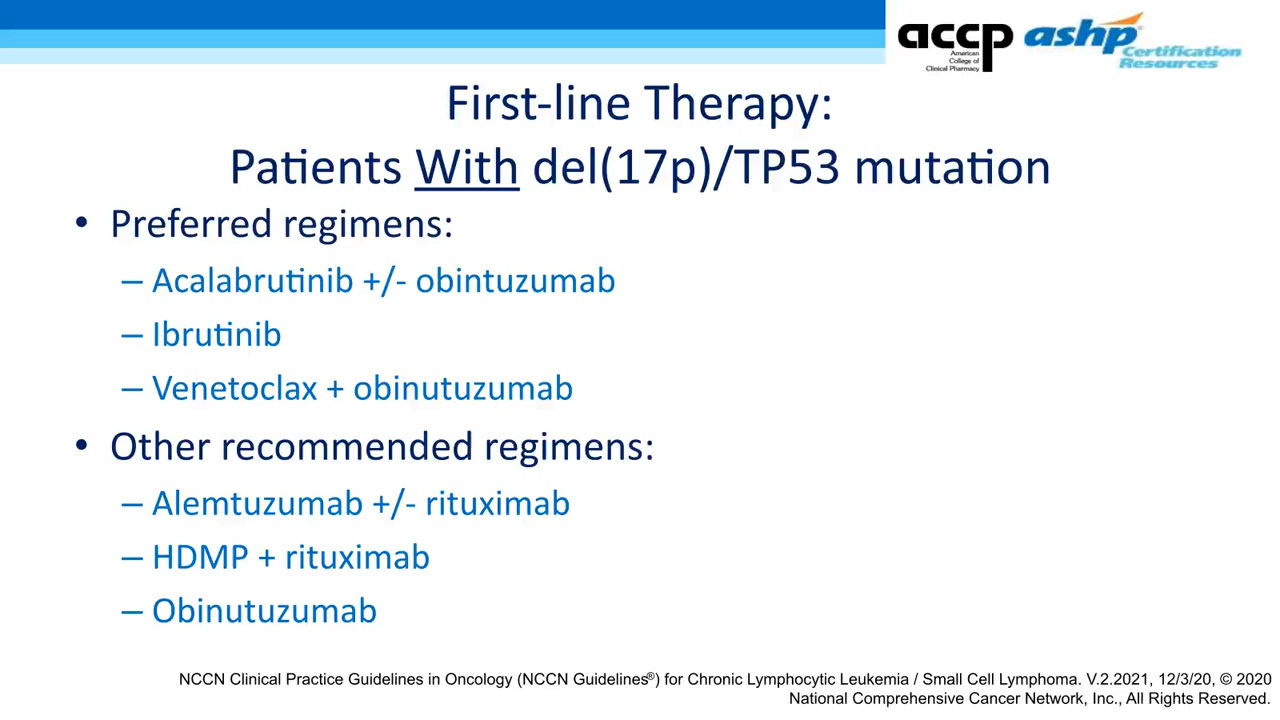 accp
American
College of
Clinical Pharmacy
ashp®
Certification
Resources
First-line Therapy:
Patients With del(17p)/TP53 mutation
• Preferred regimens:
– Acalabrutinib +/- obintuzumab
– Ibrutinib
– Venetoclax + obinutuzumab
• Other recommended regimens:
– Alemtuzumab +/- rituximab
– HDMP + rituximab
– Obinutuzumab
NCCN Clinical Practice Guidelines in Oncology (NCCN Guidelines®) for Chronic Lymphocytic Leukemia / Small Cell Lymphoma. V.2.2021, 12/3/20, © 2020
National Comprehensive Cancer Network, Inc., All Rights Reserved.